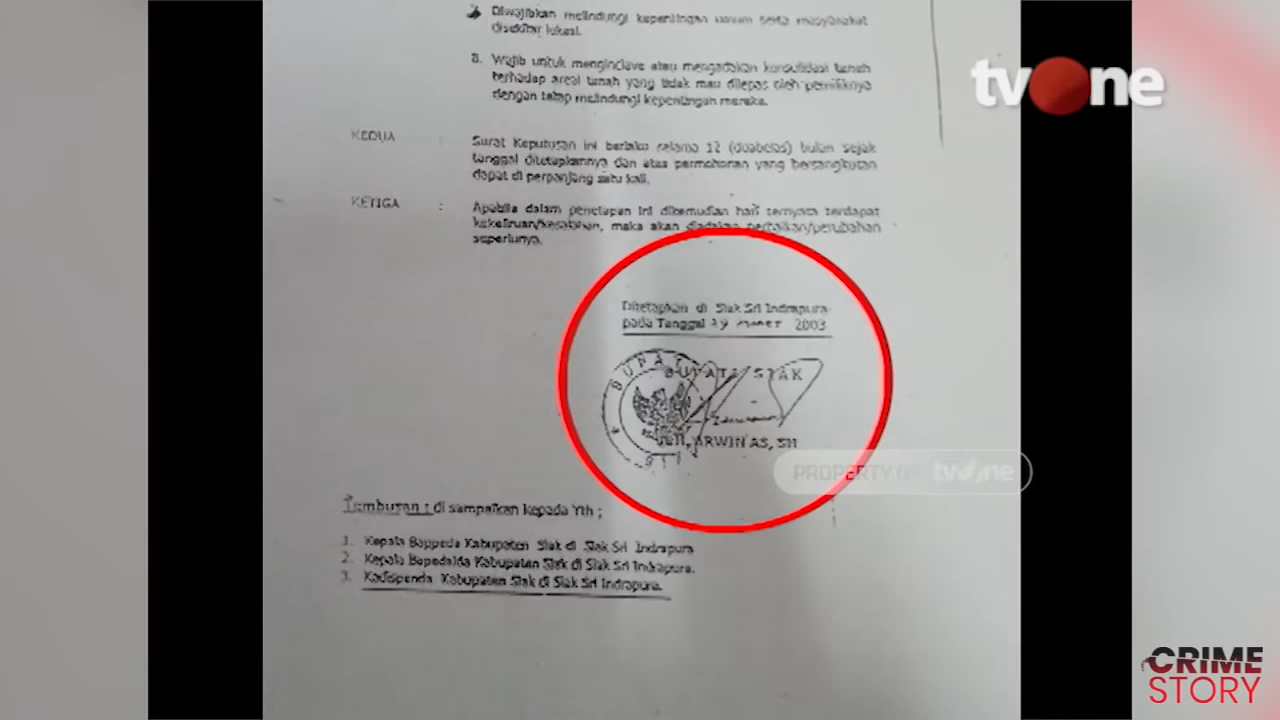 Diwajibkan melindungi kepentingan umum serta masyarakat
disekitar lokasi.
8. Wajib untuk menginclave atau mengadakan konsolidasi tanah
terhadap areal tanah yang tidak mau dilepas oleh pemiliknya
dengan tetap melindungi kepentingan mereka.
tvOne
KEDUA : Surat Keputusan ini berlaku selama 12 (duabelas) bulan sejak
tanggal ditetapkannya dan atas permohonan yang bersangkutan
dapat di perpanjang satu kali.
KETIGA : Apabila dalam penetapan ini dikemudian hari ternyata terdapat
kekeliruan/kesalahan, maka akan diadakan perbaikan/perubahan
seperlunya.
Ditetapkan di Siak Sri Indrapura
pada Tanggal 2003
BUPATI SIAK
BUPATI
ARWIN AS, SH
PROPERTY OF tvOne
Tembusan : di sampaikan kepada Yth ;
1. Kepala Bappeda Kabupaten Siak di Siak Sri Indrapura
2. Kepala Bapedalda Kabupaten Siak di Siak Sri Indrapura.
3. Kadispenda Kabupaten Siak di Siak Sri Indrapura.
CRIME
STORY